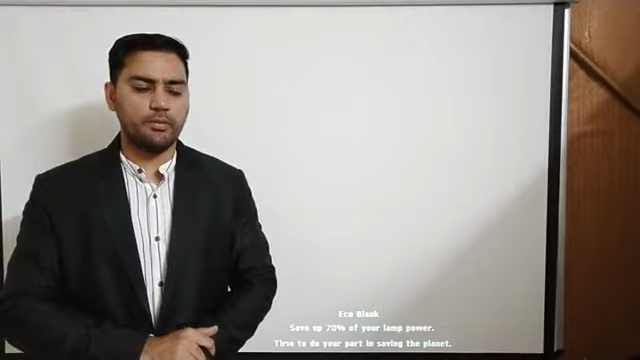 Eco Blank
Save up 70% of your lamp power.
Time to do your part in saving the planet.